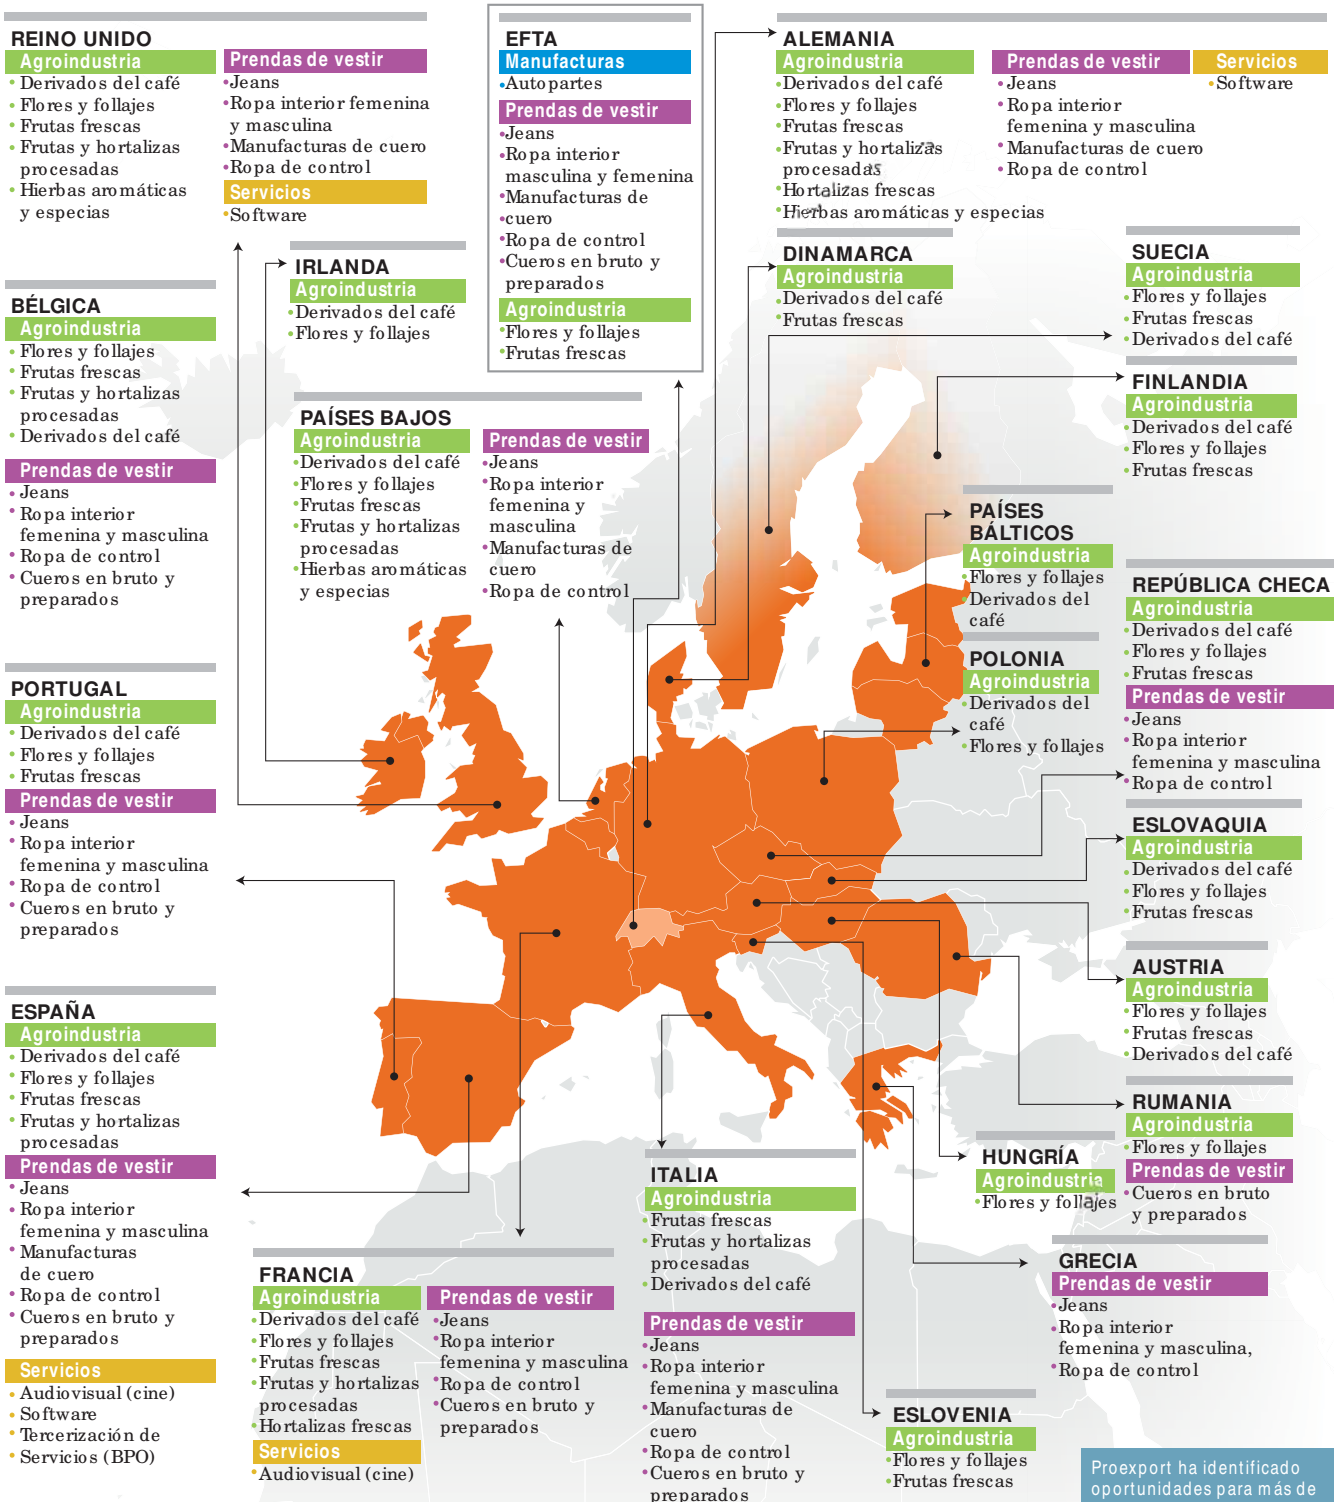 REINO UNIDO
Agroindustria
Derivados del café
Flores y follajes
Frutas frescas
Frutas y hortalizas
procesadas
Hierbas aromáticas
y especias
Prendas de vestir
Jeans
Ropa interior femenina
y masculina
Manufacturas de cuero
Ropa de control
Servicios
Software
EFTA
Manufacturas
Autopartes
Prendas de vestir
Jeans
Ropa interior
masculina y femenina
Manufacturas de
cuero
Ropa de control
Cueros en bruto y
preparados
Agroindustria
Flores y follajes
Frutas frescas
ALEMANIA
Agroindustria
Derivados del café
Flores y follajes
Frutas frescas
Frutas y hortalizas
procesadas
Hortalizas frescas
Hierbas aromáticas y especias
Prendas de vestir
Jeans
Ropa interior
femenina y masculina
Manufacturas de cuero
Ropa de control
Servicios
Software
IRLANDA
Agroindustria
Derivados del café
Flores y follajes
DINAMARCA
Agroindustria
Derivados del café
Frutas frescas
SUECIA
Agroindustria
Flores y follajes
Frutas frescas
Derivados del café
BÉLGICA
Agroindustria
Flores y follajes
Frutas frescas
Frutas y hortalizas
procesadas
Derivados del café
Prendas de vestir
Jeans
Ropa interior
femenina y masculina
Ropa de control
Cueros en bruto y
preparados
PAÍSES BAJOS
Agroindustria
Derivados del café
Flores y follajes
Frutas frescas
Frutas y hortalizas
procesadas
Hierbas aromáticas
y especias
Prendas de vestir
Jeans
Ropa interior
femenina y
masculina
Manufacturas de
cuero
Ropa de control
FINLANDIA
Agroindustria
Derivados del café
Flores y follajes
Frutas frescas
PAÍSES
BÁLTICOS
Agroindustria
Flores y follajes
Derivados del
café
REPÚBLICA CHECA
Agroindustria
Derivados del café
Flores y follajes
Frutas frescas
Prendas de vestir
Jeans
Ropa interior
femenina y masculina
Ropa de control
POLONIA
Agroindustria
Derivados del
café
Flores y follajes
PORTUGAL
Agroindustria
Derivados del café
Flores y follajes
Frutas frescas
Prendas de vestir
Jeans
Ropa interior
femenina y masculina
Ropa de control
Cueros en bruto y
preparados
ESLOVAQUIA
Agroindustria
Derivados del café
Flores y follajes
Frutas frescas
AUSTRIA
Agroindustria
Flores y follajes
Frutas frescas
Derivados del café
ESPAÑA
Agroindustria
Derivados del café
Flores y follajes
Frutas frescas
Frutas y hortalizas
procesadas
Prendas de vestir
Jeans
Ropa interior
femenina y masculina
Manufacturas
de cuero
Ropa de control
Cueros en bruto y
preparados
Servicios
Audiovisual (cine)
Software
Tercerización de
Servicios (BPO)
RUMANIA
Agroindustria
Flores y follajes
Prendas de vestir
Cueros en bruto
y preparados
HUNGRÍA
Agroindustria
Flores y follajes
ITALIA
Agroindustria
Frutas frescas
Frutas y hortalizas
procesadas
Derivados del café
Prendas de vestir
Jeans
Ropa interior
femenina y masculina
Manufacturas de
cuero
Ropa de control
Cueros en bruto y
preparados
FRANCIA
Agroindustria
Derivados del café
Flores y follajes
Frutas frescas
Frutas y hortalizas
procesadas
Hortalizas frescas
Servicios
Audiovisual (cine)
Prendas de vestir
Jeans
Ropa interior
femenina y masculina
Ropa de control
Cueros en bruto y
preparados
GRECIA
Prendas de vestir
Jeans
Ropa interior
femenina y masculina,
Ropa de control
ESLOVENIA
Agroindustria
Flores y follajes
Frutas frescas
Proexport ha identificado
oportunidades para más de